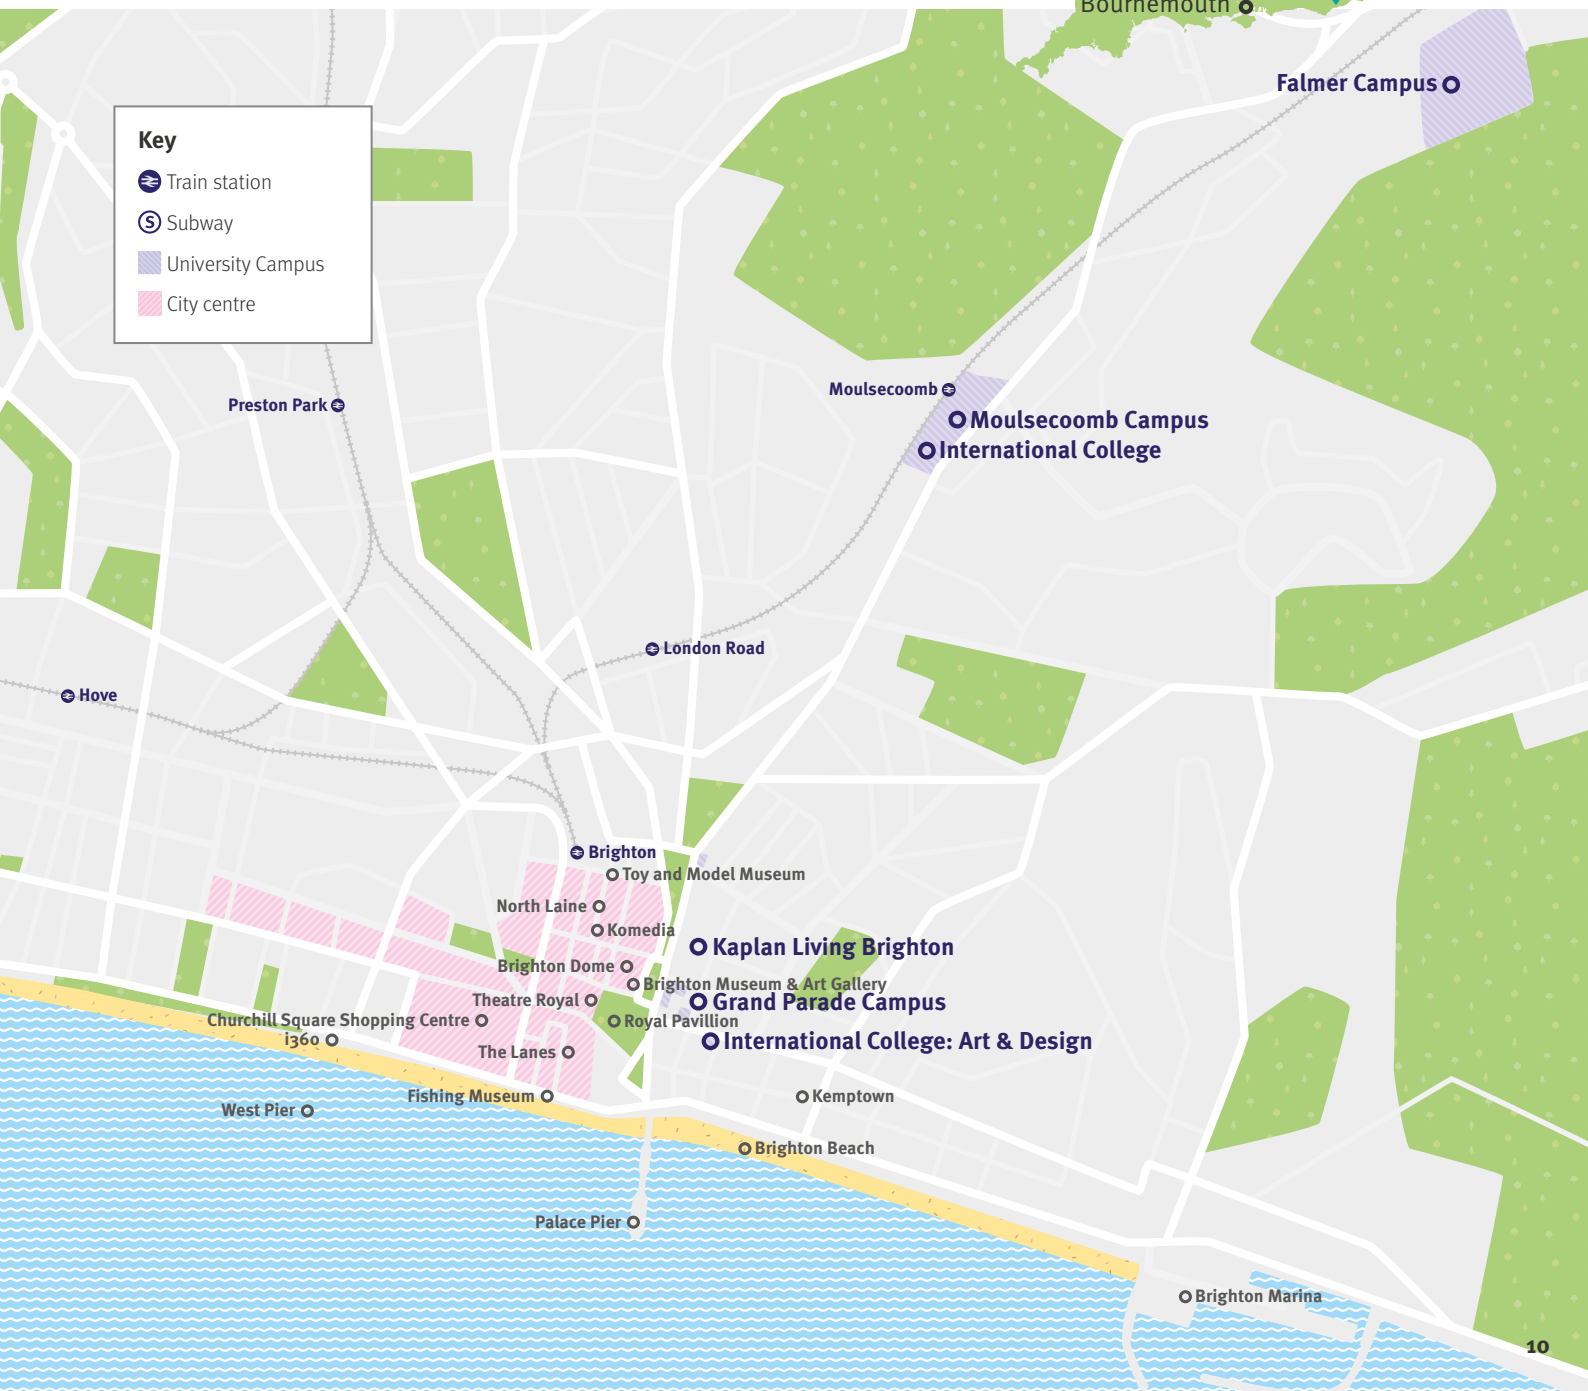 Bournemouth
Falmer Campus
Key
Train station
S Subway
University Campus
City centre
Moulsecoomb
Preston Park
Moulsecoomb Campus
International College
London Road
Hove
Brighton
Toy and Model Museum
North Laine
Komedia
Kaplan Living Brighton
Brighton Dome
Brighton Museum & Art Gallery
Theatre Royal
Grand Parade Campus
Churchill Square Shopping Centre
Royal Pavillion
i360
International College: Art & Design
The Lanes
Fishing Museum
Kemptown
West Pier
Brighton Beach
Palace Pier
Brighton Marina
10